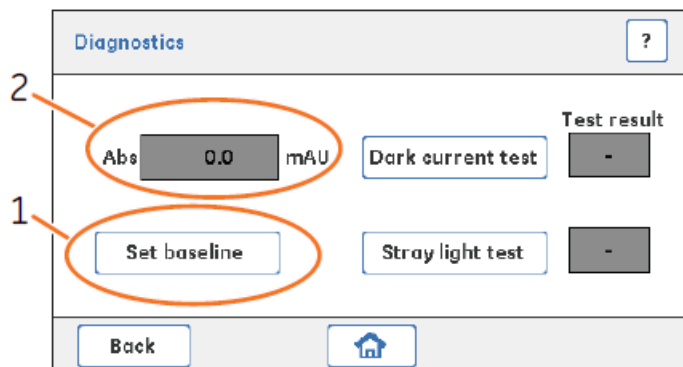 Diagnostics
?
2
Test result
Abs 0.0 mAU
Dark current test
-
1
Set baseline
Stray light test
-
Back